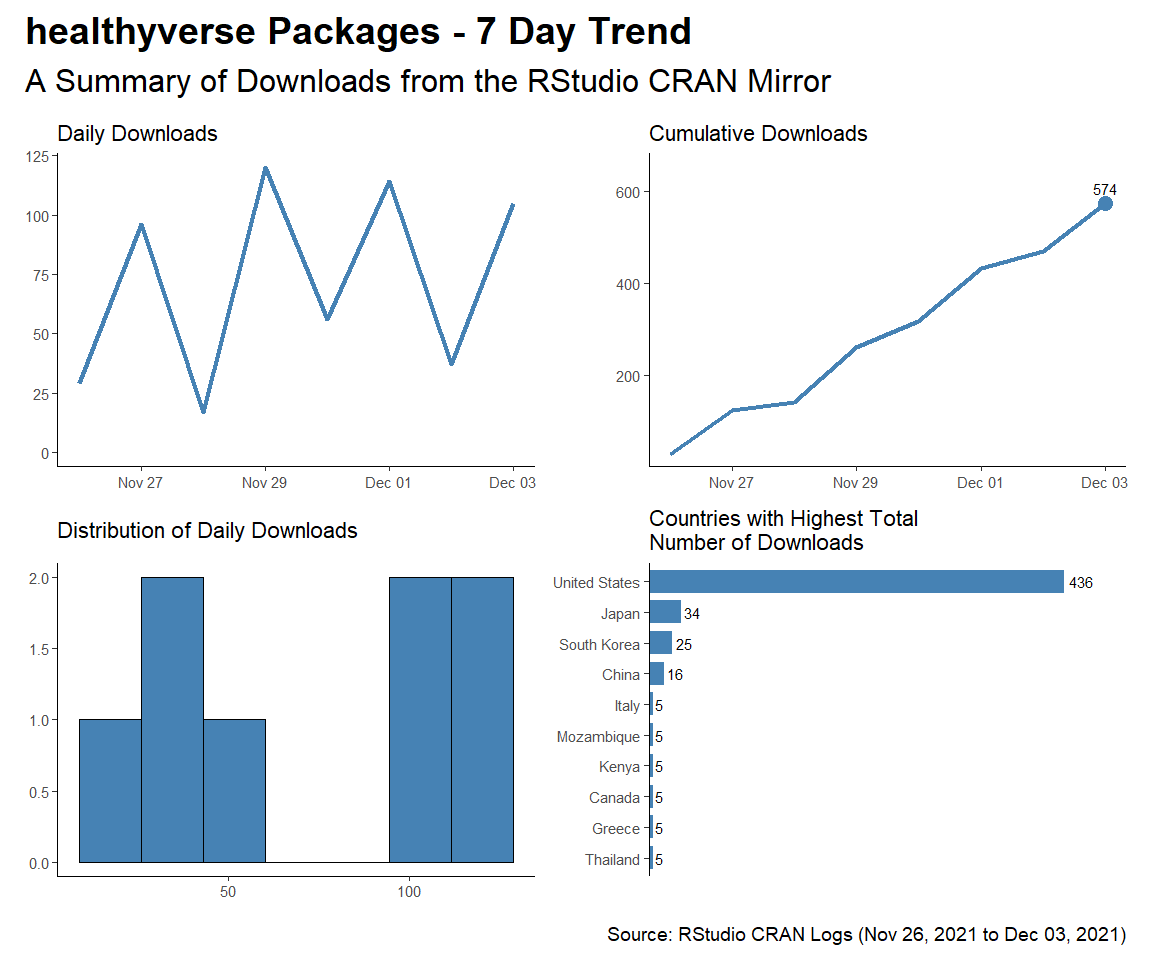 healthyverse Packages - 7 Day Trend
A Summary of Downloads from the RStudio CRAN Mirror
Daily Downloads
125
100
75
50
25
0
Nov 27
Nov 29
Dec 01
Dec 03
Cumulative Downloads
600
400
200
574
Nov 27
Nov 29
Dec 01
Dec 03
Distribution of Daily Downloads
2.0
1.5
1.0
0.5
0.0
50
100
Countries with Highest Total
Number of Downloads
United States 436
Japan 34
South Korea 25
China 16
Italy 5
Mozambique 5
Kenya 5
Canada 5
Greece 5
Thailand 5
Source: RStudio CRAN Logs (Nov 26, 2021 to Dec 03, 2021)